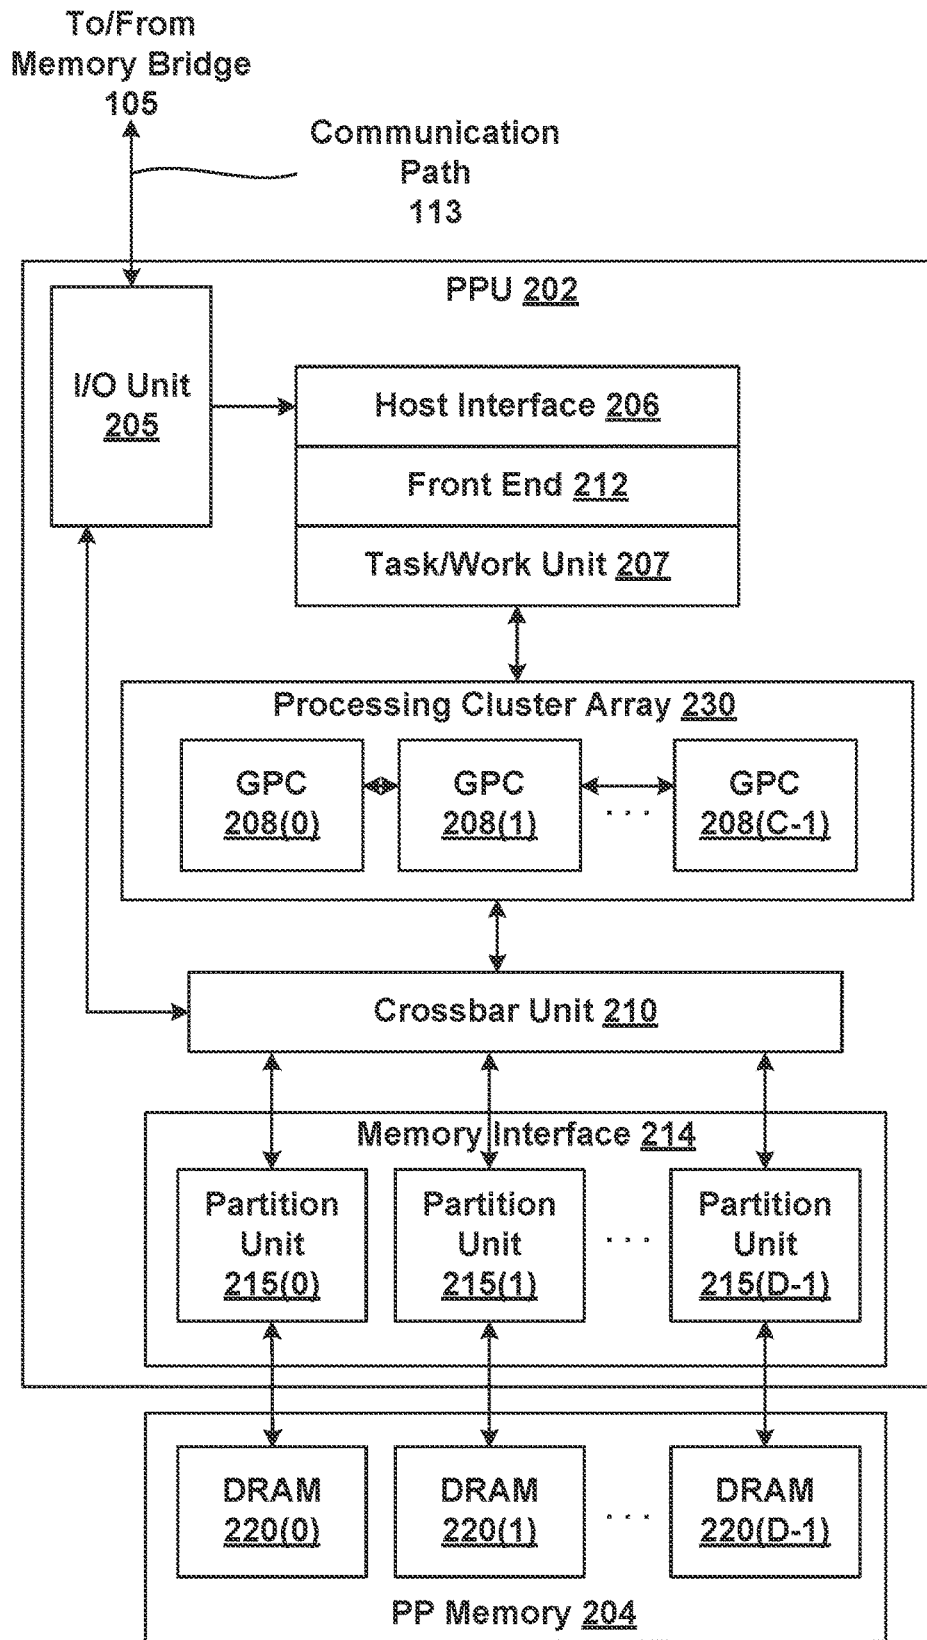 To/From
Memory Bridge
105
Communication
Path
113
PPU 202
I/O Unit
205
Host Interface 206
Front End 212
Task/Work Unit 207
Processing Cluster Array 230
GPC
208(0)
GPC
208(1)
. . .
GPC
208(C-1)
Crossbar Unit 210
Memory Interface 214
Partition
Unit
215(0)
Partition
Unit
215(1)
. . .
Partition
Unit
215(D-1)
DRAM
220(0)
DRAM
220(1)
. . .
DRAM
220(D-1)
PP Memory 204